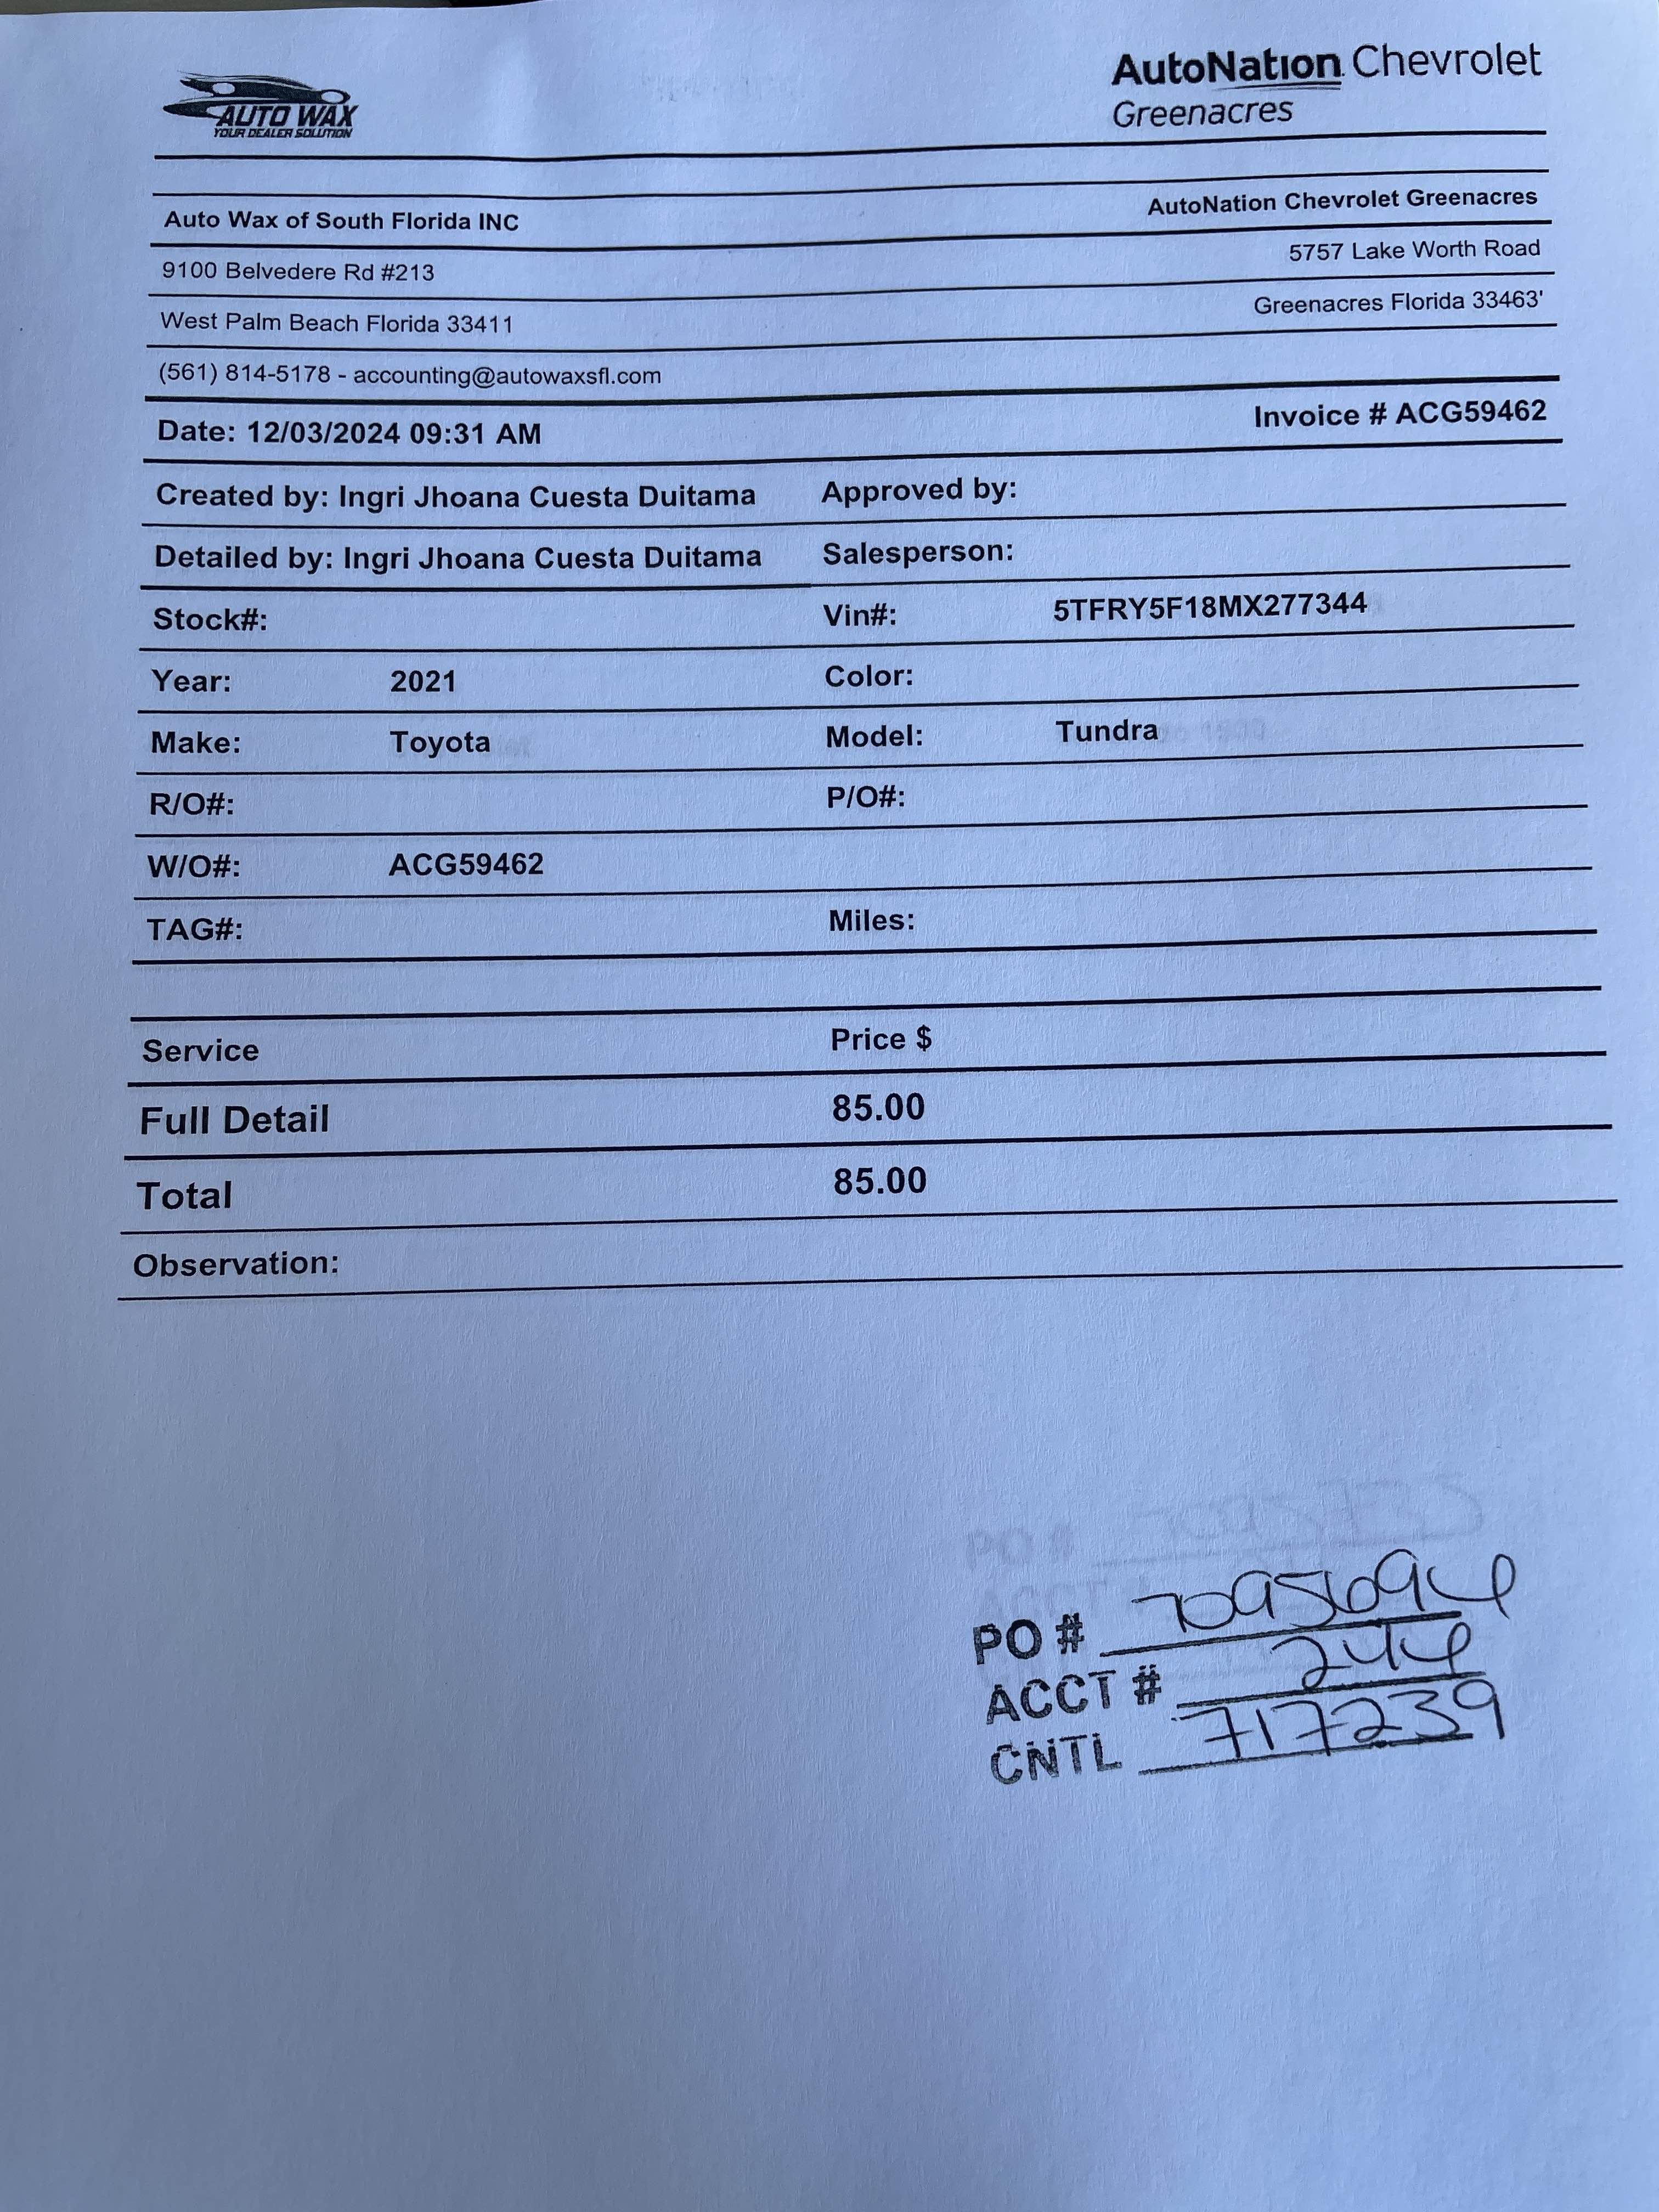 AUTO WAX
YOUR DEALER SOLUTION
AutoNation Chevrolet
Greenacres
Auto Wax of South Florida INC
AutoNation Chevrolet Greenacres
9100 Belvedere Rd #213
5757 Lake Worth Road
West Palm Beach Florida 33411
Greenacres Florida 33463'
(561) 814-5178 - accounting@autowaxsfl.com
Date: 12/03/2024 09:31 AM
Invoice # ACG59462
Created by: Ingri Jhoana Cuesta Duitama Approved by:
Detailed by: Ingri Jhoana Cuesta Duitama Salesperson:
Stock#: Vin#: 5TFRY5F18MX277344
Year: 2021 Color:
Make: Toyota Model: Tundra
R/O#: P/O#:
W/O#: ACG59462
TAG#: Miles:
Service Price $
Full Detail 85.00
Total 85.00
Observation:
PO #
ACCT #
CNTL 717239